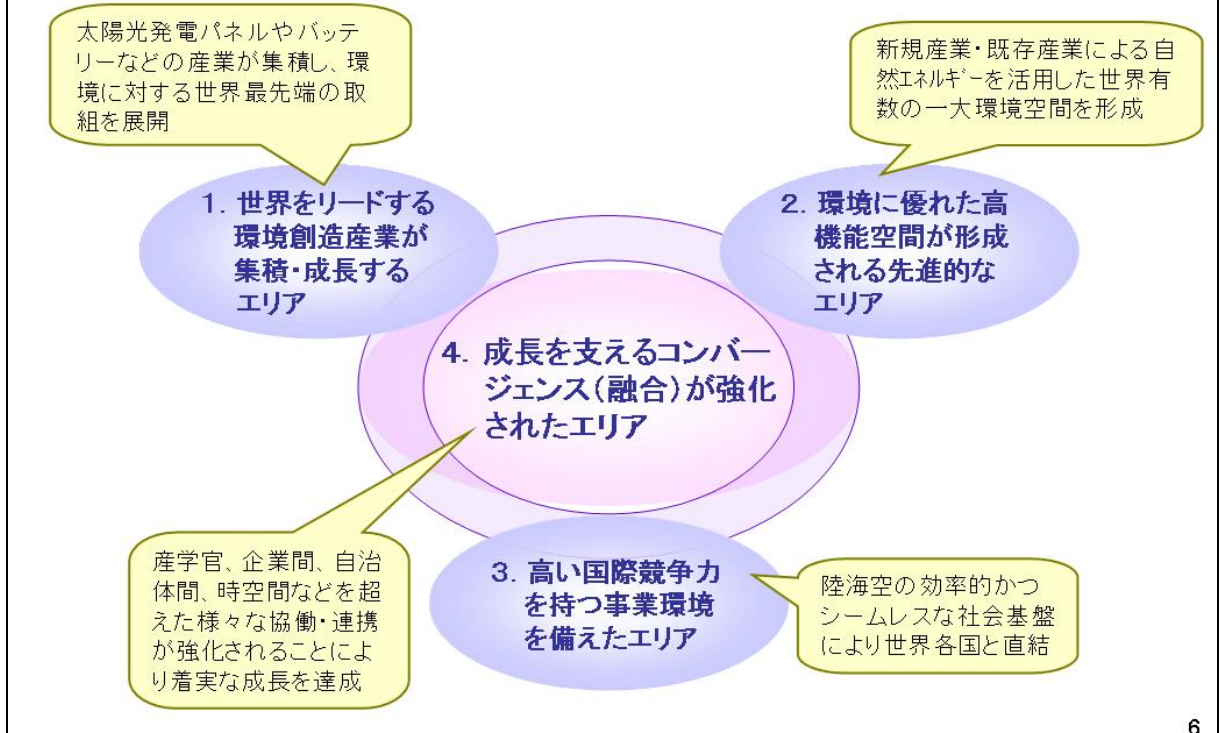 太陽光発電パネルやバッテ
リーなどの産業が集積し、環
境に対する世界最先端の取
組を展開
新規産業・既存産業による自
然ｴﾈﾙｷﾞｰを活用した世界有
数の一大環境空間を形成
1. 世界をリードする
環境創造産業が
集積・成長する
エリア
2. 環境に優れた高
機能空間が形成
される先進的な
エリア
4. 成長を支えるコンバー
ジェンス(融合)が強化
されたエリア
産学官、企業間、自治
体間、時空間などを超
えた様々な協働・連携
が強化されることによ
り着実な成長を達成
3. 高い国際競争力
を持つ事業環境
を備えたエリア
陸海空の効率的かつ
シームレスな社会基盤
により世界各国と直結
6